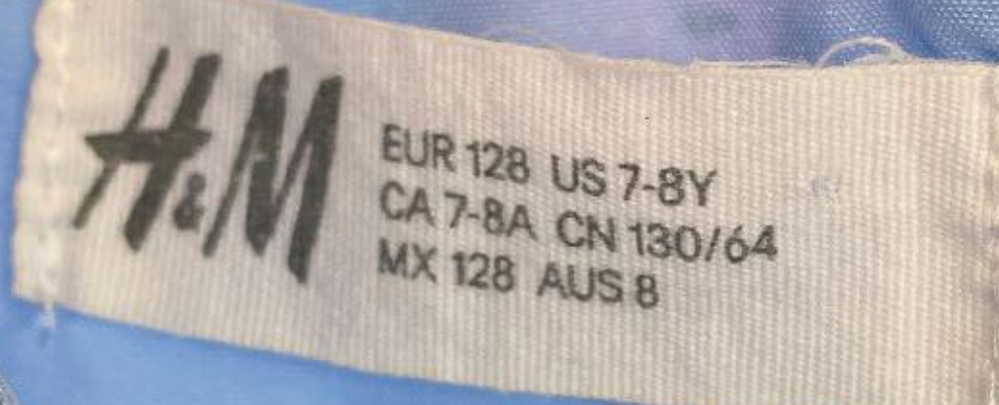 H&M
EUR 128 US 7-8Y
CA 7-8A CN 130/64
MX 128 AUS 8